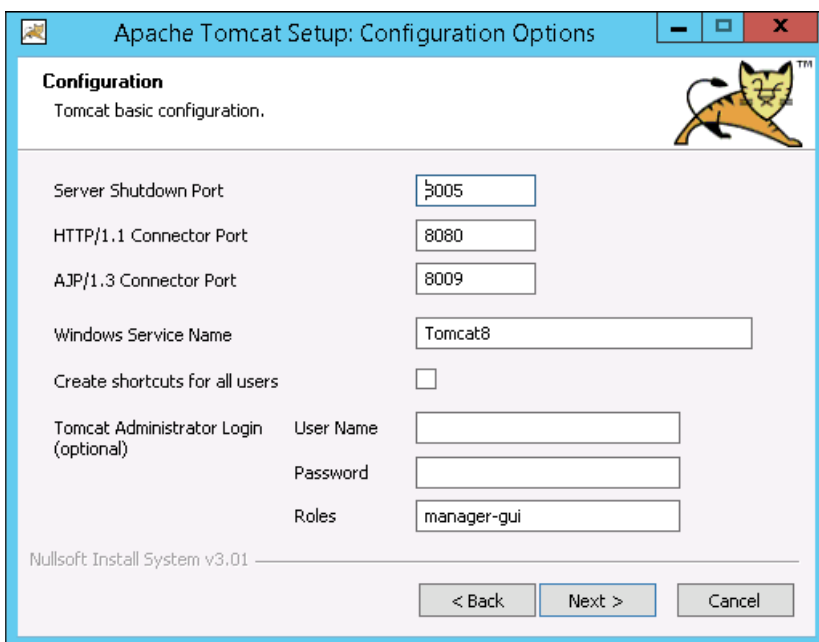 Apache Tomcat Setup: Configuration Options
Configuration
Tomcat basic configuration.
TM
Server Shutdown Port 8005
HTTP/1.1 Connector Port 8080
AJP/1.3 Connector Port 8009
Windows Service Name Tomcat8
Create shortcuts for all users
Tomcat Administrator Login User Name
(optional)
Password
Roles manager-gui
Nullsoft Install System v3.01
< Back Next > Cancel